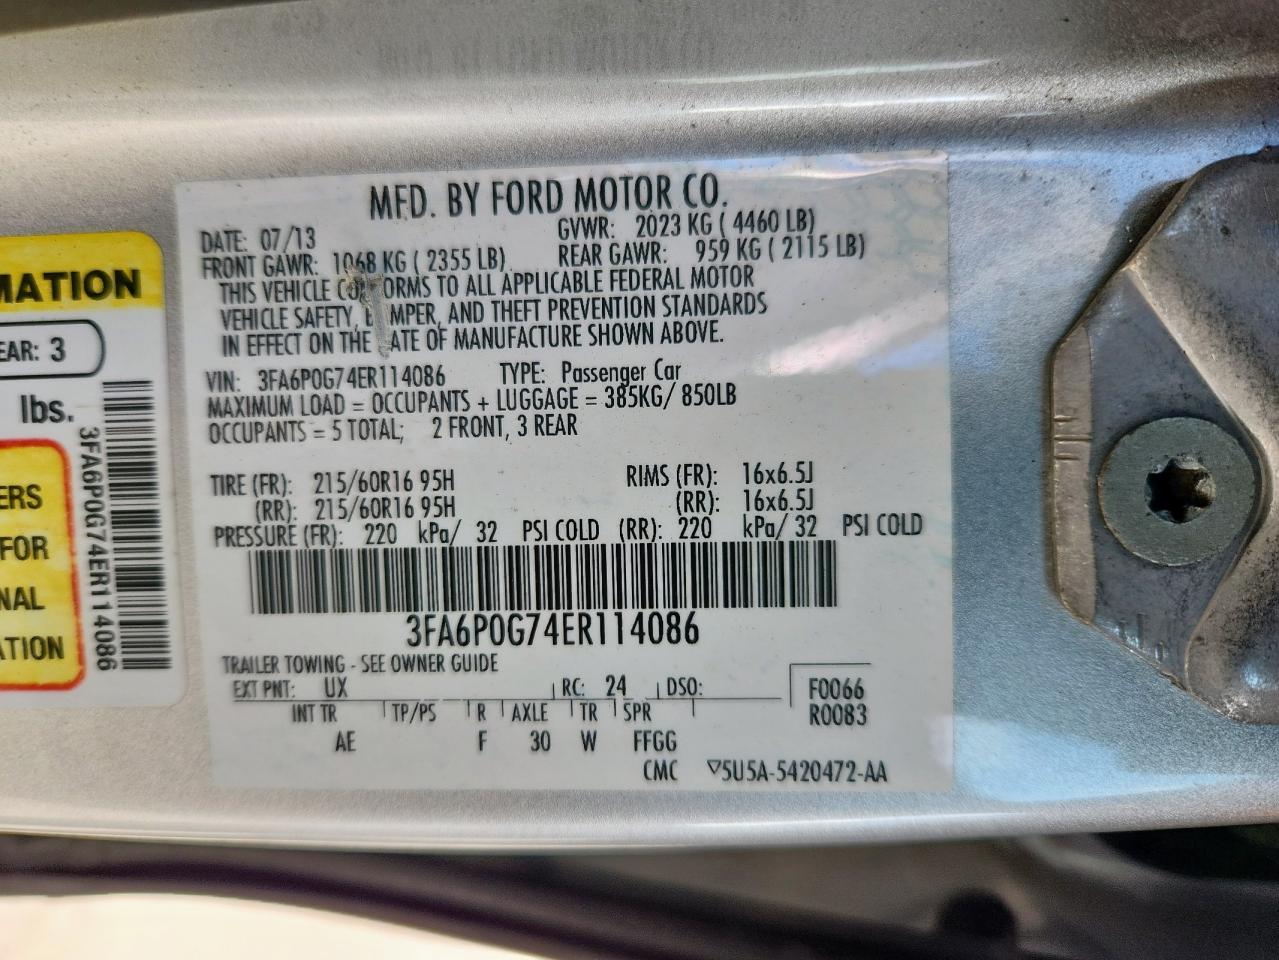 MATION
EAR: 3
lbs.
3FA6P0G74ER114086
ERS
FOR
NAL
ATION
MFD. BY FORD MOTOR CO.
DATE: 07/13 GVWR: 2023 KG ( 4460 LB)
FRONT GAWR: 1068 KG ( 2355 LB) REAR GAWR: 959 KG ( 2115 LB)
THIS VEHICLE CONFORMS TO ALL APPLICABLE FEDERAL MOTOR
VEHICLE SAFETY, BUMPER, AND THEFT PREVENTION STANDARDS
IN EFFECT ON THE DATE OF MANUFACTURE SHOWN ABOVE.
VIN: 3FA6P0G74ER114086 TYPE: Passenger Car
MAXIMUM LOAD = OCCUPANTS + LUGGAGE = 385KG/ 850LB
OCCUPANTS = 5 TOTAL; 2 FRONT, 3 REAR
TIRE (FR): 215/60R16 95H RIMS (FR): 16x6.5J
(RR): 215/60R16 95H (RR): 16x6.5J
PRESSURE (FR): 220 kPa/ 32 PSI COLD (RR): 220 kPa/ 32 PSI COLD
3FA6P0G74ER114086
TRAILER TOWING - SEE OWNER GUIDE
EXT PNT: UX RC: 24 DSO: F0066
INT TR TP/PS R AXLE TR SPR R0083
AE F 30 W FFGG
CMC ▽5U5A-5420472-AA